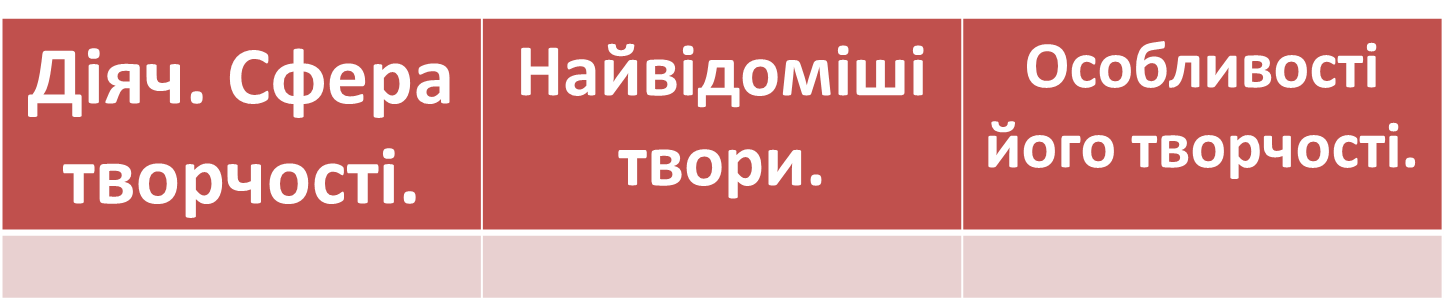 Діяч. Сфера
творчості.
Найвідоміші
твори.
Особливості
його творчості.